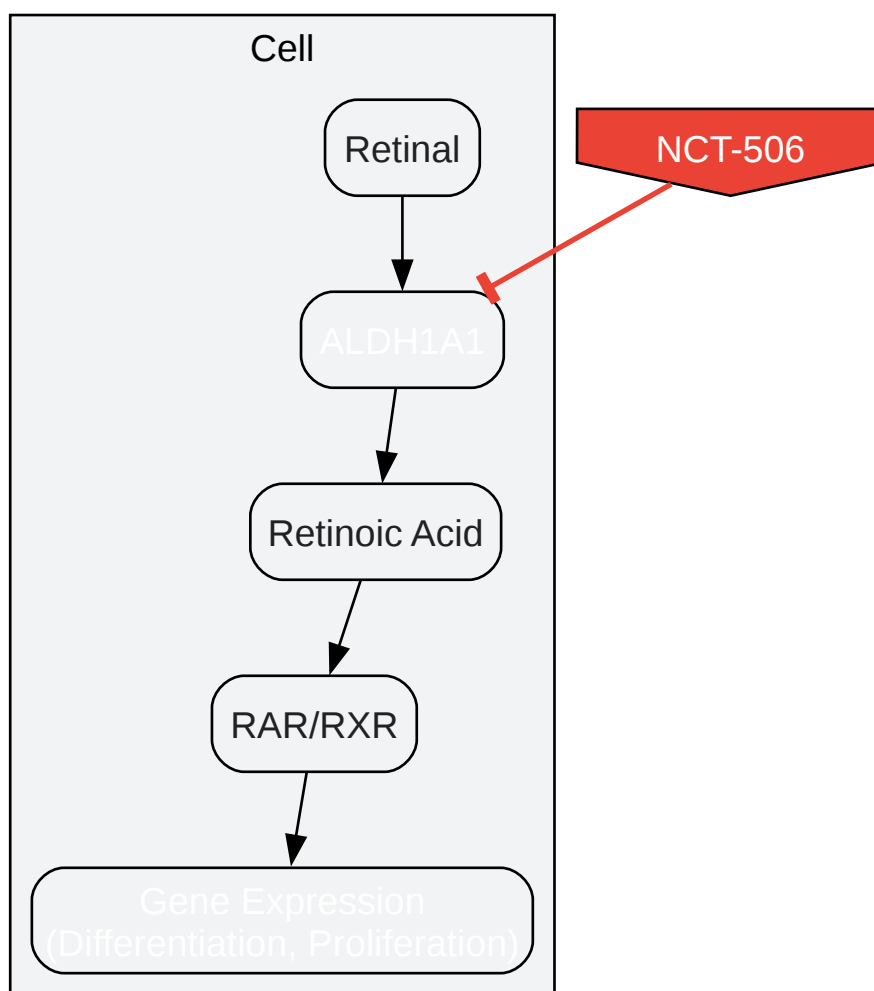 Cell
Retinal
NCT-506
ALDH1A1
Retinoic Acid
RAR/RXR
Gene Expression
(Differentiation, Proliferation)